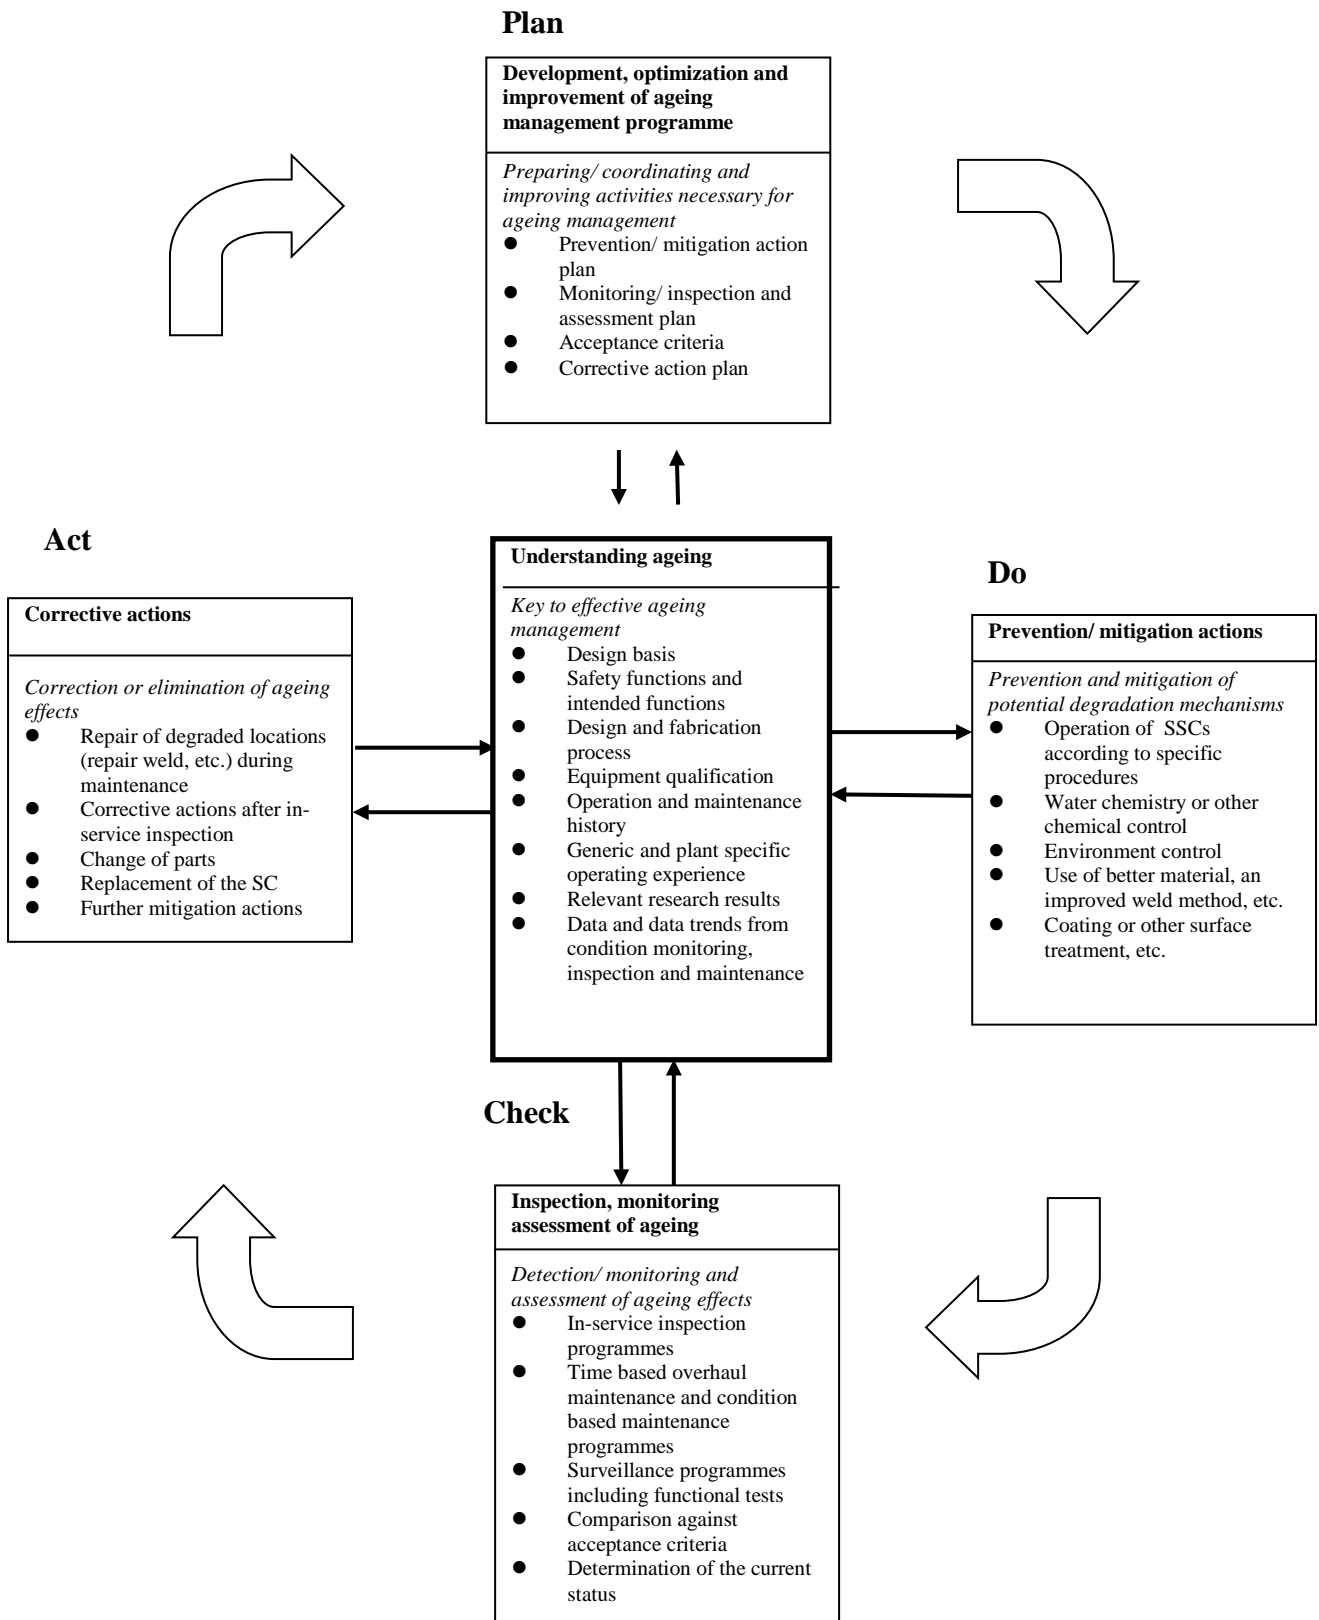 Plan
Development, optimization and
improvement of ageing
management programme
Preparing/ coordinating and
improving activities necessary for
ageing management
● Prevention/ mitigation action
plan
● Monitoring/ inspection and
assessment plan
● Acceptance criteria
● Corrective action plan
Act
Corrective actions
Correction or elimination of ageing
effects
● Repair of degraded locations
(repair weld, etc.) during
maintenance
● Corrective actions after in-
service inspection
● Change of parts
● Replacement of the SC
● Further mitigation actions
Understanding ageing
Key to effective ageing
management
● Design basis
● Safety functions and
intended functions
● Design and fabrication
process
● Equipment qualification
● Operation and maintenance
history
● Generic and plant specific
operating experience
● Relevant research results
● Data and data trends from
condition monitoring,
inspection and maintenance
Do
Prevention/ mitigation actions
Prevention and mitigation of
potential degradation mechanisms
● Operation of SSCs
according to specific
procedures
● Water chemistry or other
chemical control
● Environment control
● Use of better material, an
improved weld method, etc.
● Coating or other surface
treatment, etc.
Check
Inspection, monitoring
assessment of ageing
Detection/ monitoring and
assessment of ageing effects
● In-service inspection
programmes
● Time based overhaul
maintenance and condition
based maintenance
programmes
● Surveillance programmes
including functional tests
● Comparison against
acceptance criteria
● Determination of the current
status